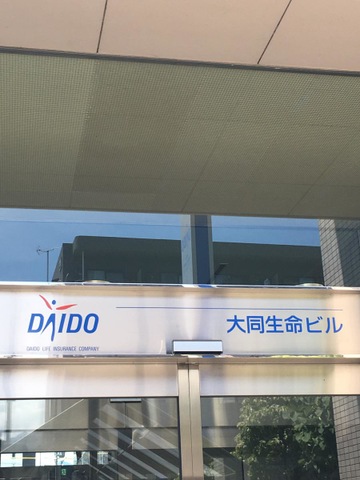 DAIDO
DAIDO LIFE INSURANCE COMPANY
大同生命ビル